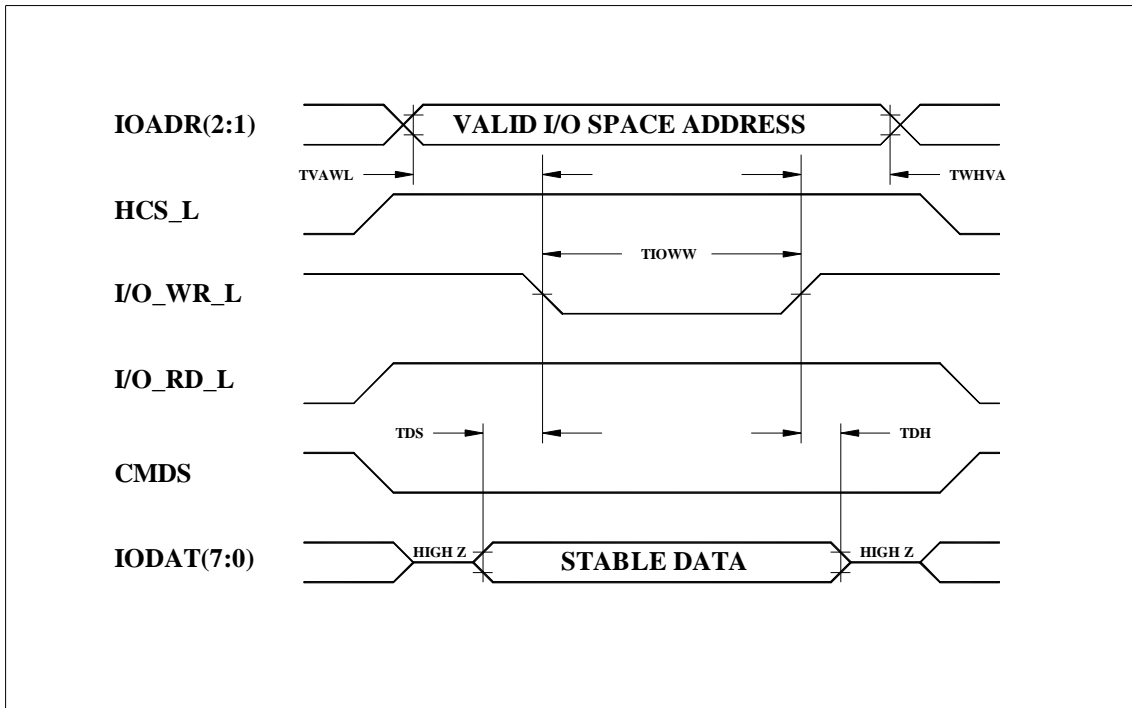 IOADR(2:1)
VALID I/O SPACE ADDRESS
TVAWL
TWHVA
HCS_L
TIOWW
I/O_WR_L
I/O_RD_L
TDS
TDH
CMDS
IODAT(7:0)
HIGH Z
STABLE DATA
HIGH Z